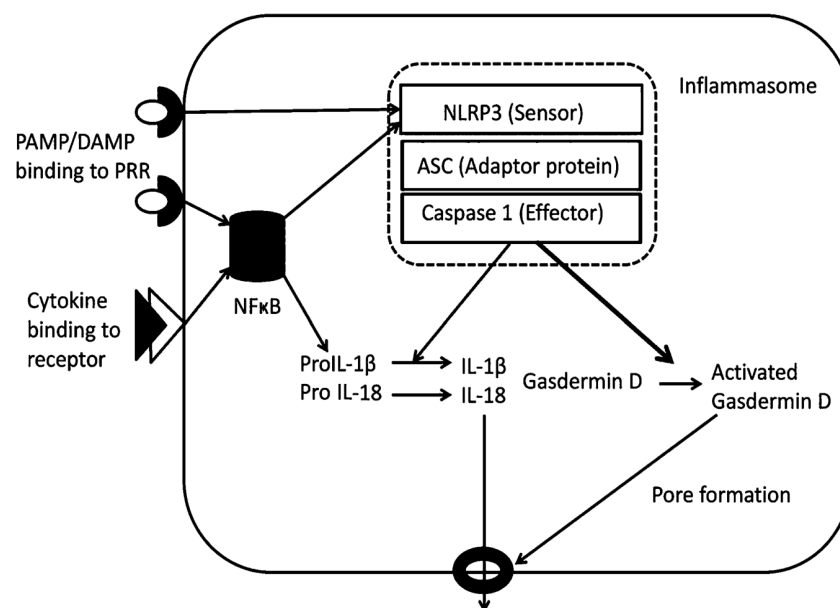 Inflammasome
NLRP3 (Sensor)
PAMP/DAMP
binding to PRR
ASC (Adaptor protein)
Caspase 1 (Effector)
NFκB
Cytokine
binding to
receptor
ProIL-1β
IL-1β
Pro IL-18
IL-18
Gasdermin D
Activated
Gasdermin D
Pore formation